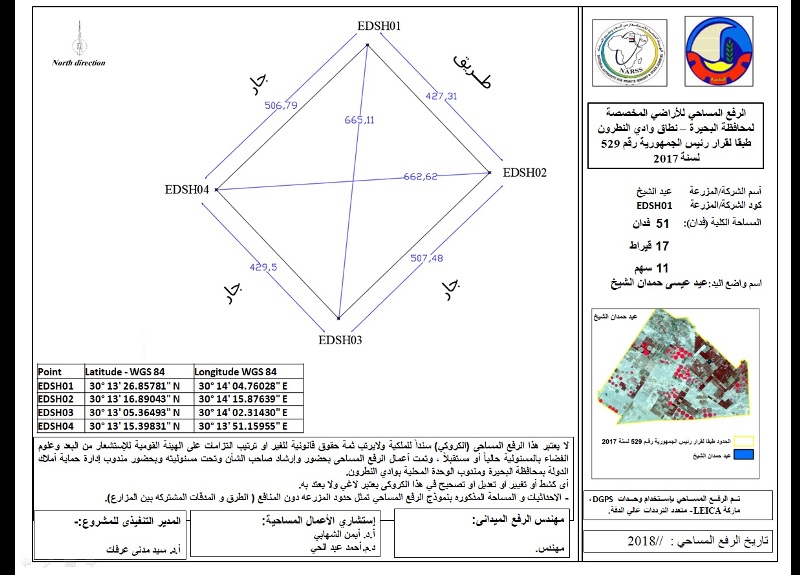 EDSH01
North direction
جار
طريق
506,79
427,31
665,11
EDSH04
662,62
EDSH02
429,5
507,48
جار
جار
EDSH03
Point Latitude - WGS 84 Longitude WGS 84
EDSH01 30° 13' 26.85781" N 30° 14' 04.76028" E
EDSH02 30° 13' 16.89043" N 30° 14' 15.87639" E
EDSH03 30° 13' 05.36493" N 30° 14' 02.31430" E
EDSH04 30° 13' 15.39831" N 30° 13' 51.15955" E
NARSS
الرفع المساحي للأراضي المخصصة
لمحافظة البحيرة – نطاق وادي النطرون
طبقا لقرار رئيس الجمهورية رقم 529
لسنة 2017
أسم الشركة/المزرعة عيد الشيخ
كود الشركة/المزرعة EDSH01
المساحة الكلية (فدان): 51 فدان
17 قيراط
11 سهم
اسم واضع اليد: عيد عيسى حمدان الشيخ
عيد حمدان الشيخ
الحدود طبقا لقرار رئيس الجمهورية رقم 529 لسنة 2017
عيد الشيخ
تم الرفع المساحي بإستخدام وحدات DGPS،
ماركة LEICA- متعدد الترددات عالي الدقة.
تاريخ الرفع المساحي : //2018
لا يعتبر هذا الرفع المساحي (الكروكي) سنداً للملكية ولايرتب ثمة حقوق قانونية للغير او ترتيب التزامات على الهيئة القومية للإستشعار من البعد وعلوم
الفضاء بالمسئولية حالياً أو مستقبلاً ، وتمت أعمال الرفع المساحي بحضور وإرشاد صاحب الشأن وتحت مسئوليته وبحضور مندوب إدارة حماية أملاك
الدولة بمحافظة البحيرة ومندوب الوحدة المحلية بوادي النطرون.
أى كشط أو تغيير او تعديل او تصحيح في هذا الكروكى يعتبر لاغي ولا يعتد به.
- الاحداثيات و المساحة المذكوره بنموذج الرفع المساحي تمثل حدود المزرعه دون المنافع ( الطرق و المدقات المشتركه بين المزارع).
مهندس الرفع الميدانى:
مهندس.
إستشاري الأعمال المساحية:
أ.د. أيمن الشهابي
د.م.أحمد عبد الحي
المدير التنفيذى للمشروع:-
أ.د. سيد مدنى عرفات